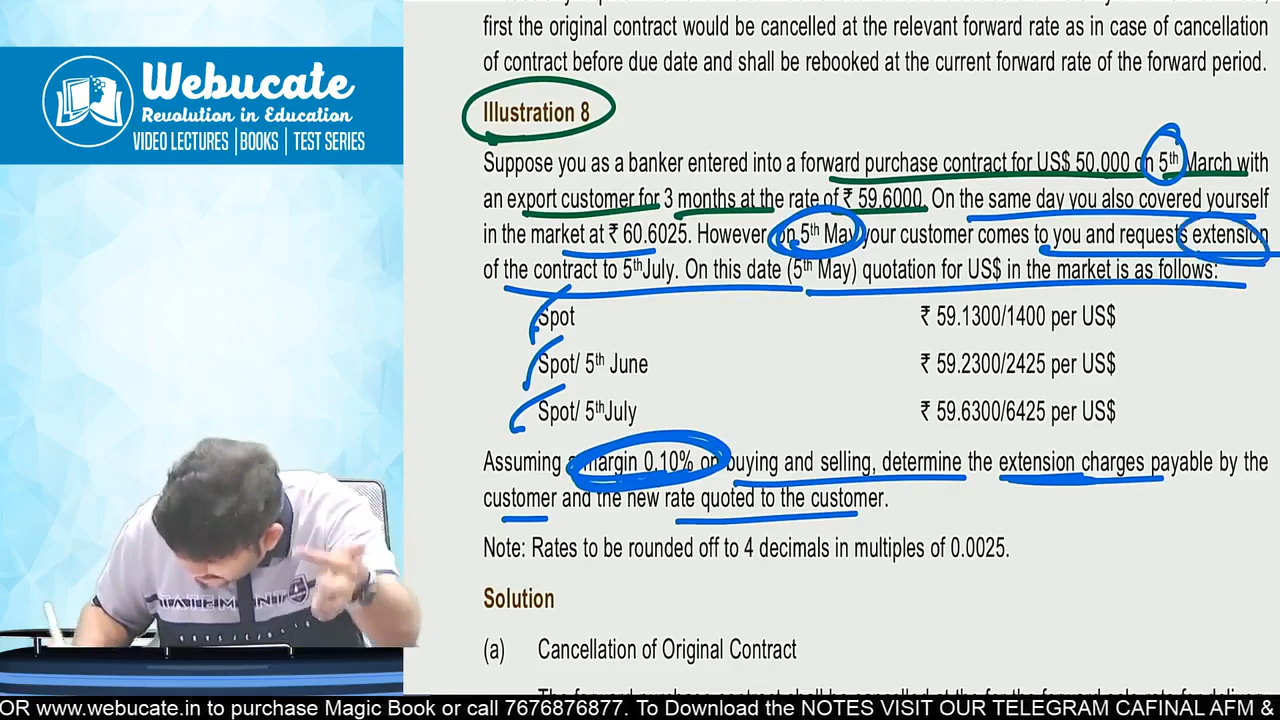 Webucate
Revolution in Education
VIDEO LECTURES | BOOKS | TEST SERIES
first the original contract would be cancelled at the relevant forward rate as in case of cancellation
of contract before due date and shall be rebooked at the current forward rate of the forward period.
Illustration 8
Suppose you as a banker entered into a forward purchase contract for US$ 50,000 on 5th March with
an export customer for 3 months at the rate of ₹ 59.6000. On the same day you also covered yourself
in the market at ₹ 60.6025. However on 5th May your customer comes to you and requests extension
of the contract to 5thJuly. On this date (5th May) quotation for US$ in the market is as follows:
Spot ₹ 59.1300/1400 per US$
Spot/ 5th June ₹ 59.2300/2425 per US$
Spot/ 5thJuly ₹ 59.6300/6425 per US$
Assuming a margin 0.10% on buying and selling, determine the extension charges payable by the
customer and the new rate quoted to the customer.
Note: Rates to be rounded off to 4 decimals in multiples of 0.0025.
Solution
(a) Cancellation of Original Contract
OR www.webucate.in to purchase Magic Book or call 7676876877. To Download the NOTES VISIT OUR TELEGRAM CAFINAL AFM &